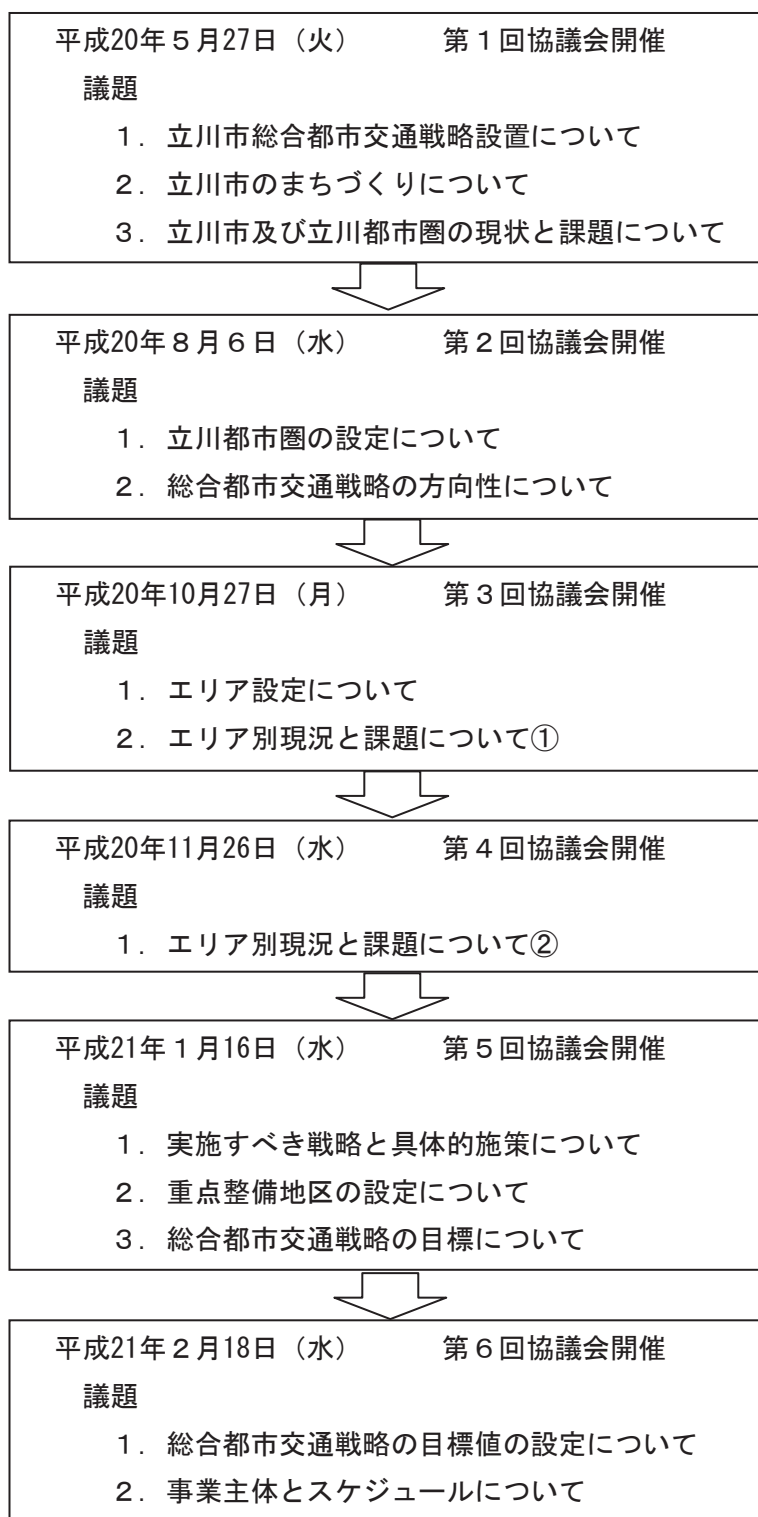 平成20年５月27日（火）　　　第１回協議会開催
議題
１．立川市総合都市交通戦略設置について
２．立川市のまちづくりについて
３．立川市及び立川都市圏の現状と課題について
平成20年８月６日（水）　　　第２回協議会開催
議題
１．立川都市圏の設定について
２．総合都市交通戦略の方向性について
平成20年10月27日（月）　　　第３回協議会開催
議題
１．エリア設定について
２．エリア別現況と課題について①
平成20年11月26日（水）　　　第４回協議会開催
議題
１．エリア別現況と課題について②
平成21年１月16日（水）　　　第５回協議会開催
議題
１．実施すべき戦略と具体的施策について
２．重点整備地区の設定について
３．総合都市交通戦略の目標について
平成21年２月18日（水）　　　第６回協議会開催
議題
１．総合都市交通戦略の目標値の設定について
２．事業主体とスケジュールについて